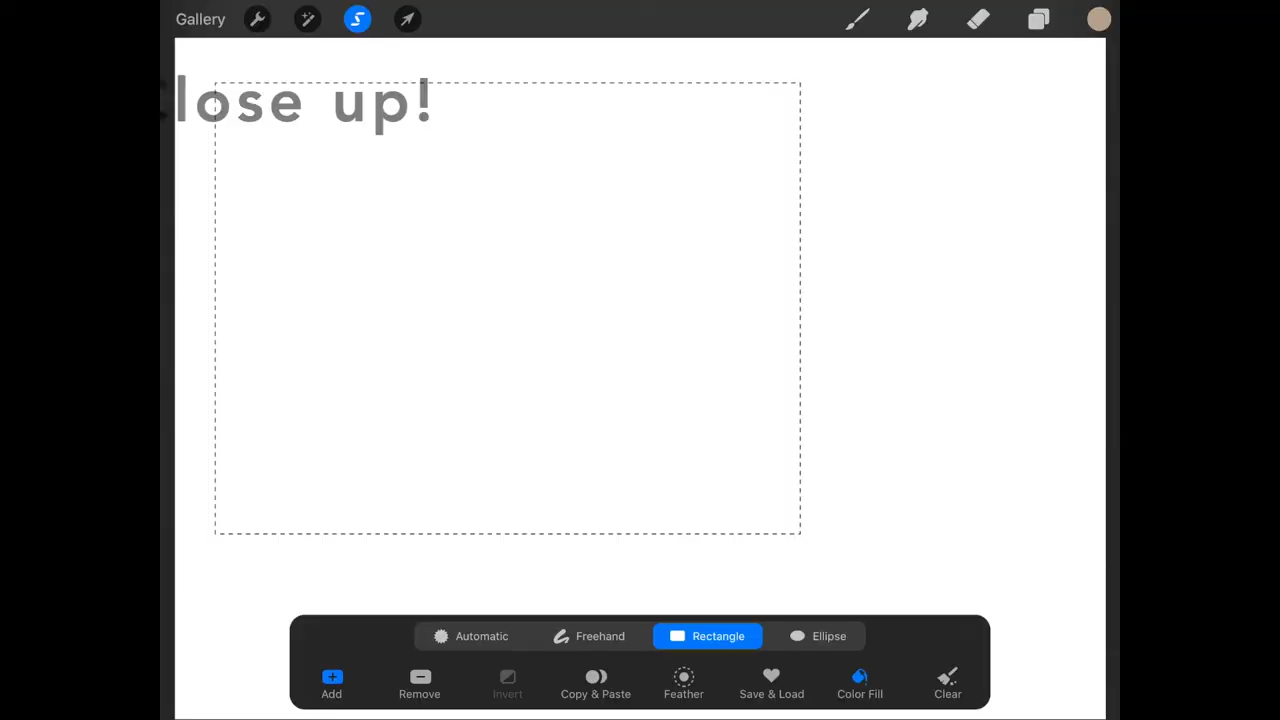 Gallery
lose up!
Automatic Freehand Rectangle Ellipse
Add Remove Invert Copy & Paste Feather Save & Load Color Fill Clear